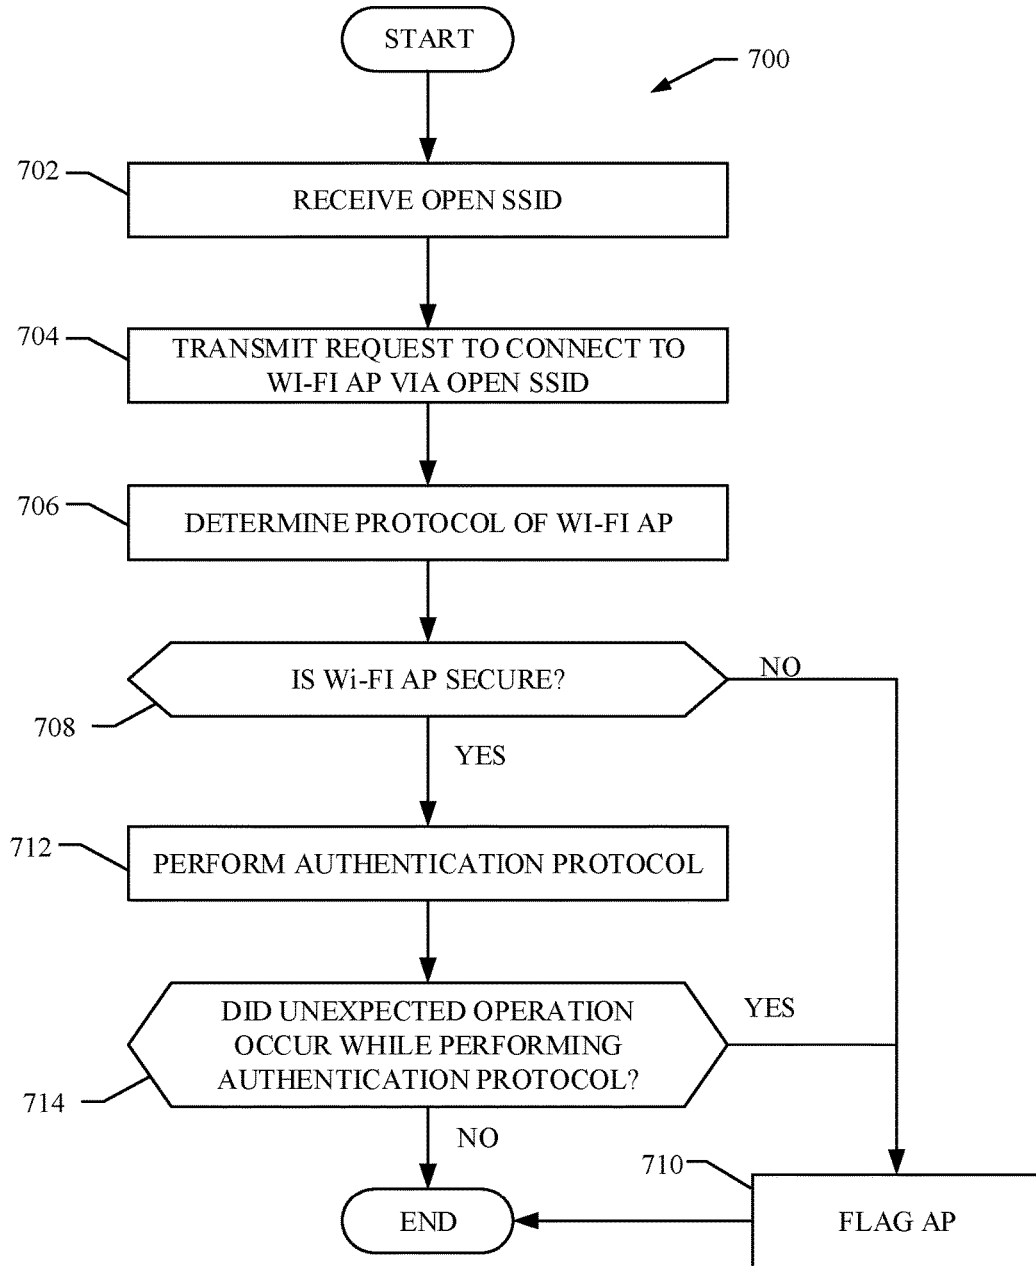 START
700
702
RECEIVE OPEN SSID
704
TRANSMIT REQUEST TO CONNECT TO
WI-FI AP VIA OPEN SSID
706
DETERMINE PROTOCOL OF WI-FI AP
IS Wi-FI AP SECURE?
NO
708
YES
712
PERFORM AUTHENTICATION PROTOCOL
DID UNEXPECTED OPERATION
OCCUR WHILE PERFORMING
AUTHENTICATION PROTOCOL?
YES
714
NO
710
END
FLAG AP